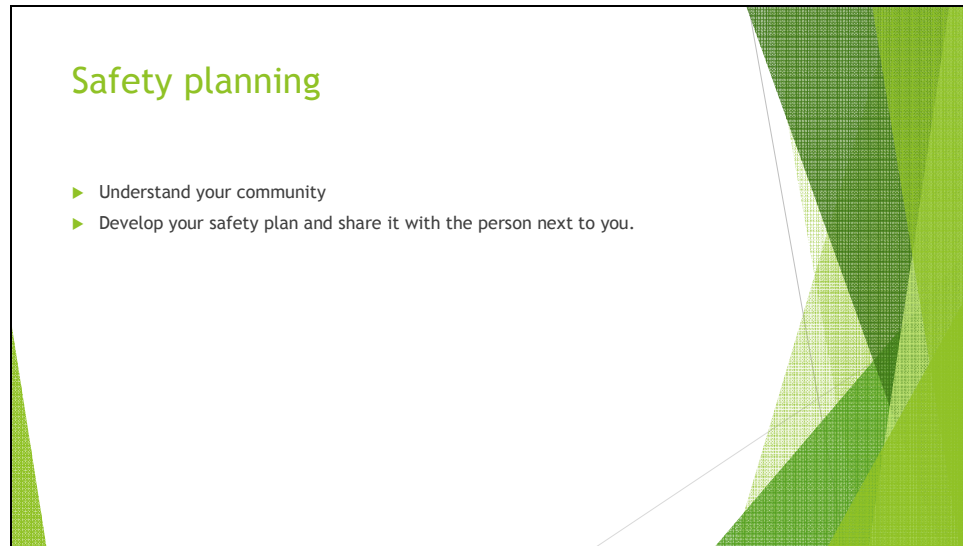 Safety planning
Understand your community
Develop your safety plan and share it with the person next to you.